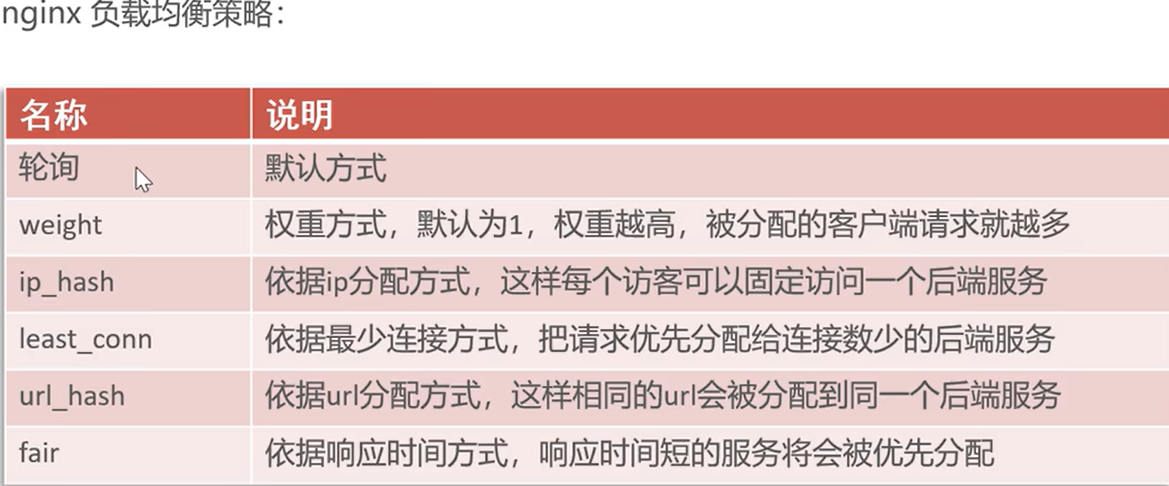 nginx 负载均衡策略：
名称 说明
轮询 默认方式
weight 权重方式，默认为1，权重越高，被分配的客户端请求就越多
ip_hash 依据ip分配方式，这样每个访客可以固定访问一个后端服务
least_conn 依据最少连接方式，把请求优先分配给连接数少的后端服务
url_hash 依据url分配方式，这样相同的url会被分配到同一个后端服务
fair 依据响应时间方式，响应时间短的服务将会被优先分配